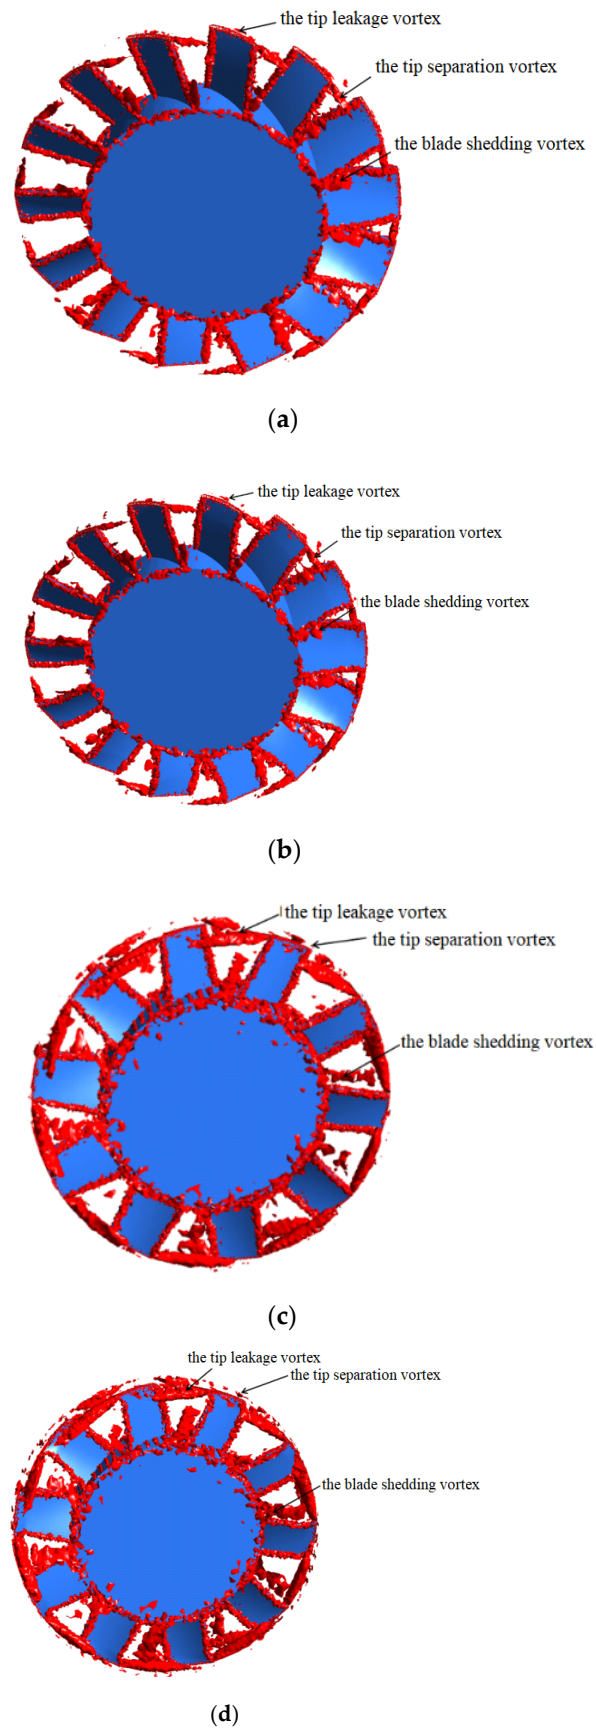 the tip leakage vortex
the tip separation vortex
the blade shedding vortex
(a)
the tip leakage vortex
the tip separation vortex
the blade shedding vortex
(b)
the tip leakage vortex
the tip separation vortex
the blade shedding vortex
(c)
the tip leakage vortex
the tip separation vortex
the blade shedding vortex
(d)